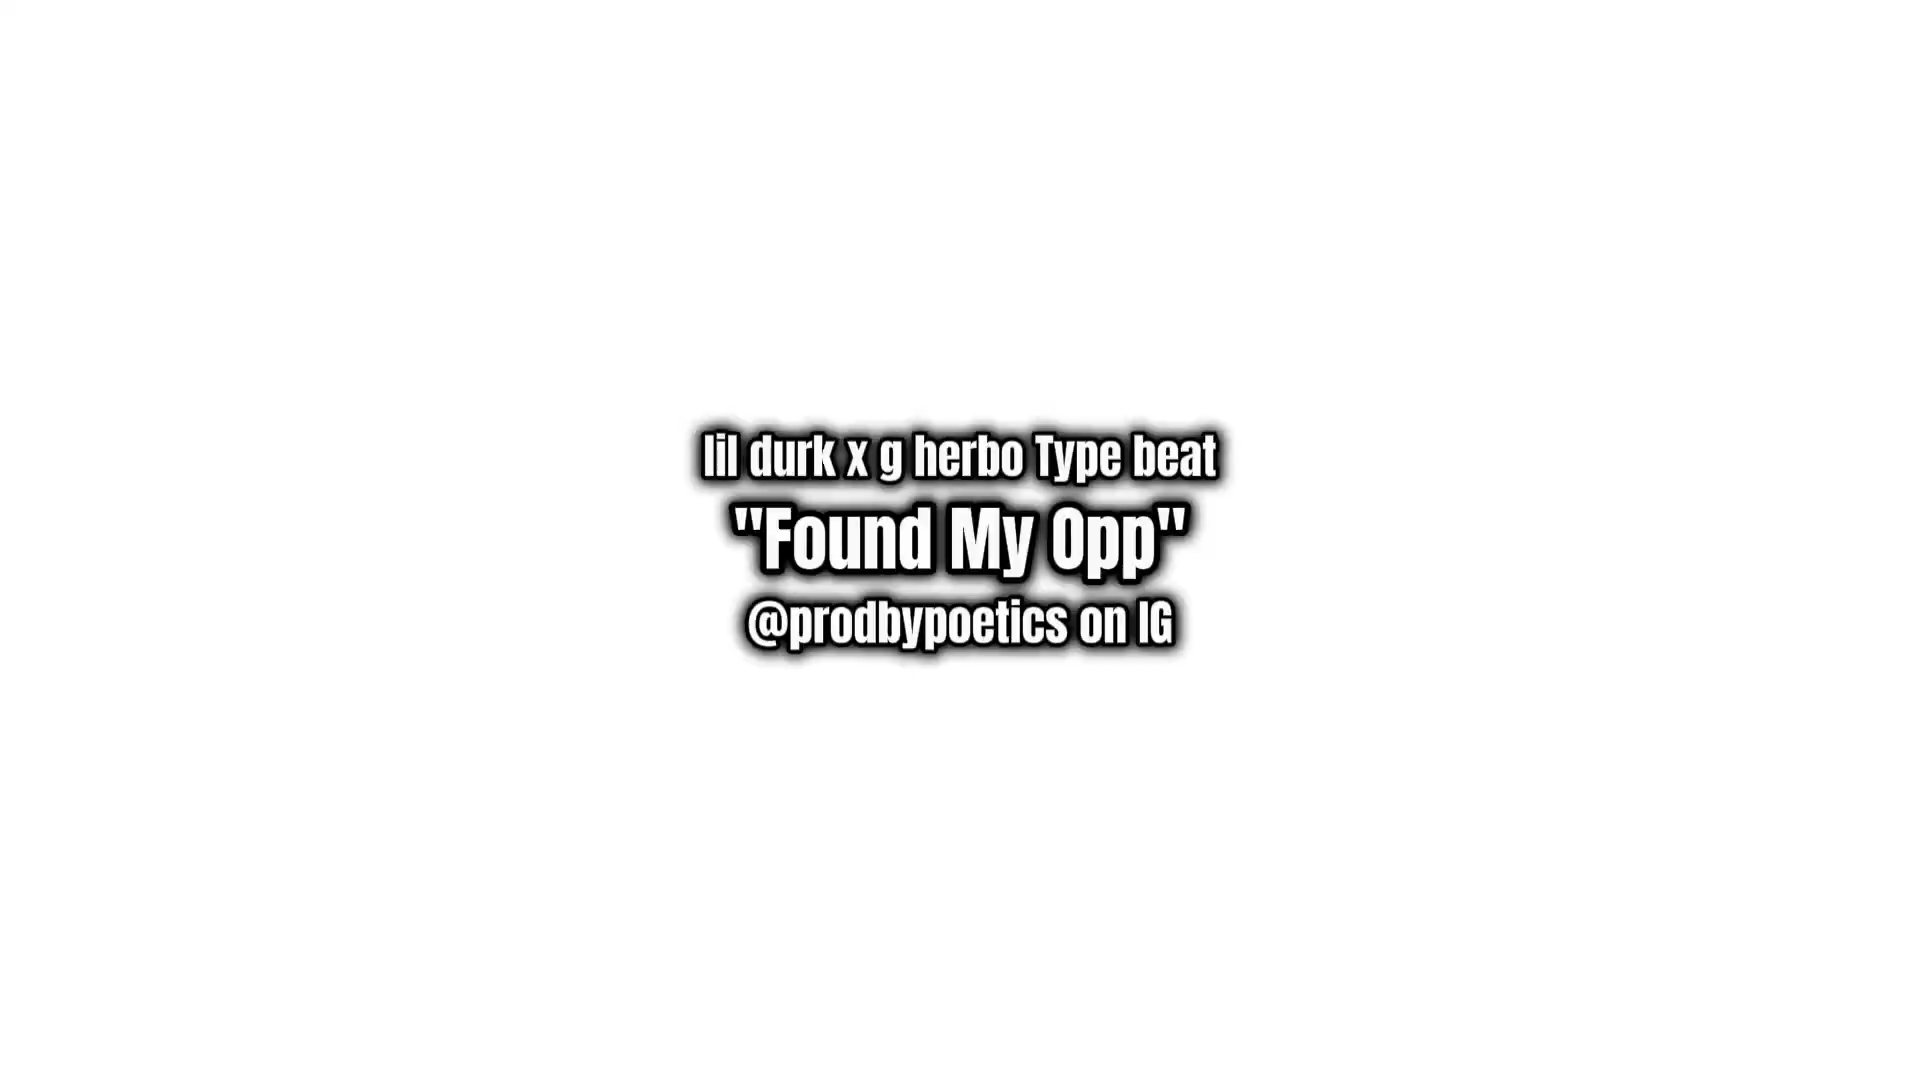 lil durk x g herbo Type beat
"Found My Opp"
@prodbypoetics on IG